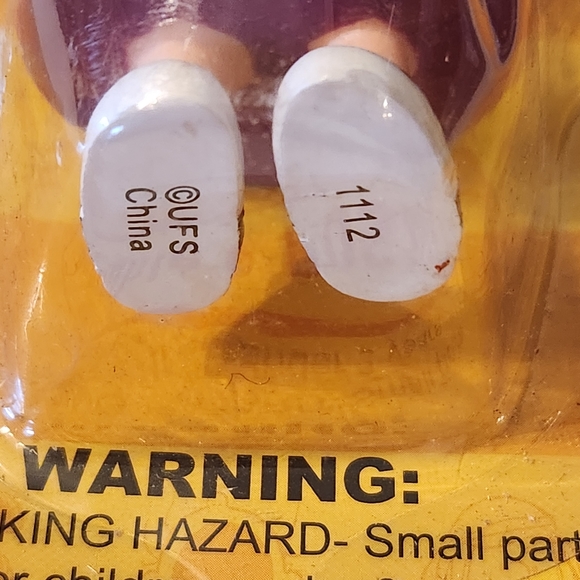 ©UFS
China
1112
WARNING:
KING HAZARD- Small part